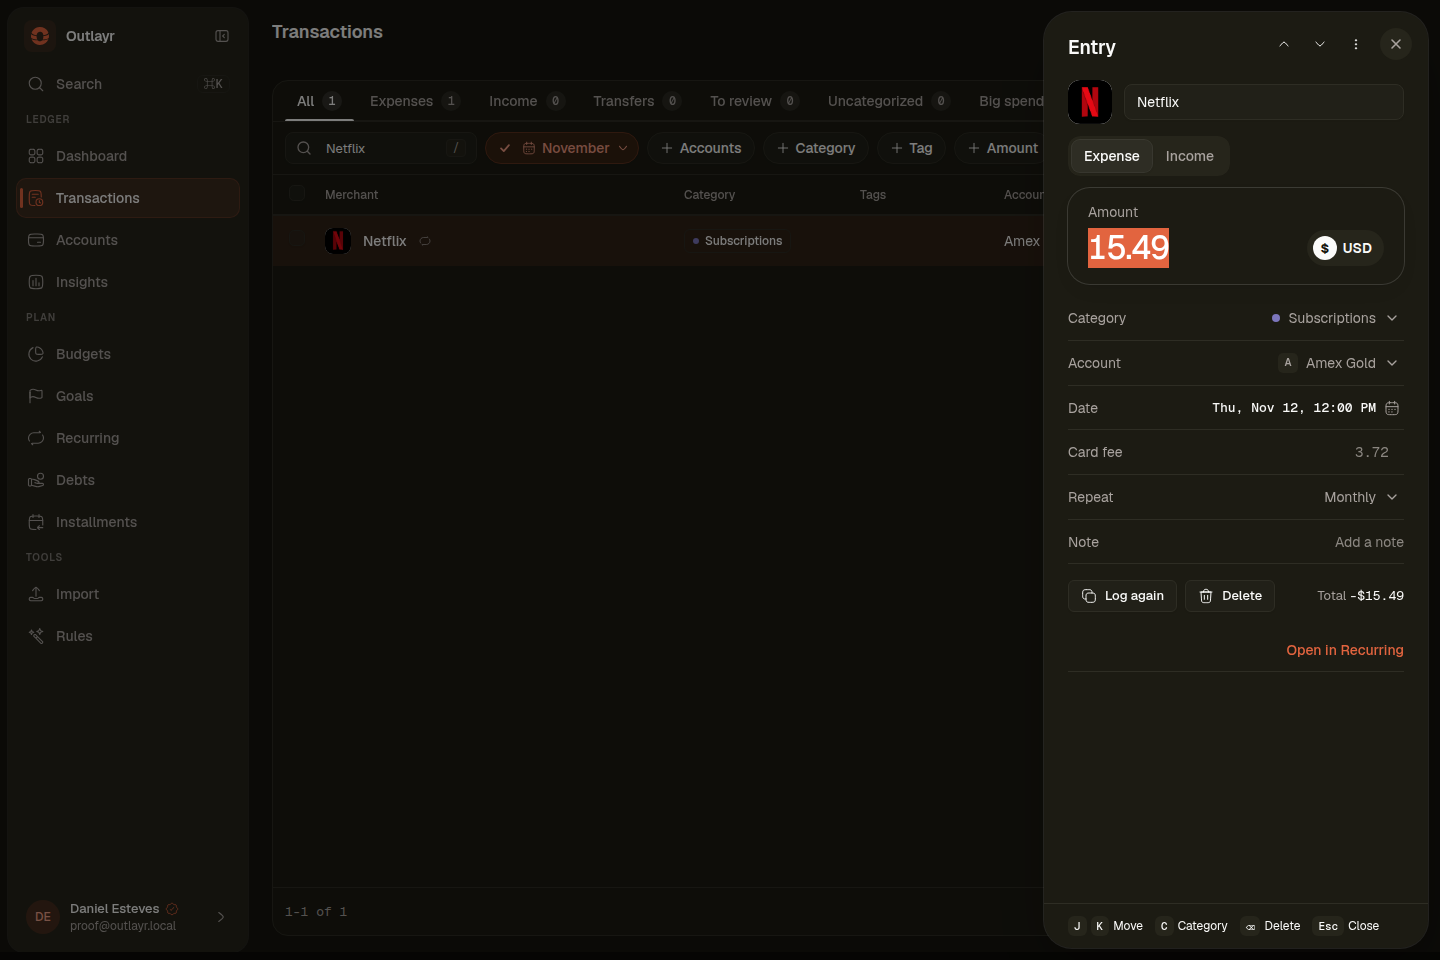 Outlayr
Search ⌘K
LEDGER
Dashboard
Transactions
Accounts
Insights
PLAN
Budgets
Goals
Recurring
Debts
Installments
TOOLS
Import
Rules
DE
Daniel Esteves
proof@outlayr.local
Transactions
All 1 Expenses 1 Income 0 Transfers 0 To review 0 Uncategorized 0 Big spend
Netflix / November Accounts Category Tag Amount
Merchant Category Tags Accoun
Netflix Subscriptions Amex
1-1 of 1
Entry
N Netflix
Expense Income
Amount
15.49 $ USD
Category Subscriptions
Account A Amex Gold
Date Thu, Nov 12, 12:00 PM
Card fee 3.72
Repeat Monthly
Note Add a note
Log again Delete Total -$15.49
Open in Recurring
J K Move C Category ⌫ Delete Esc Close